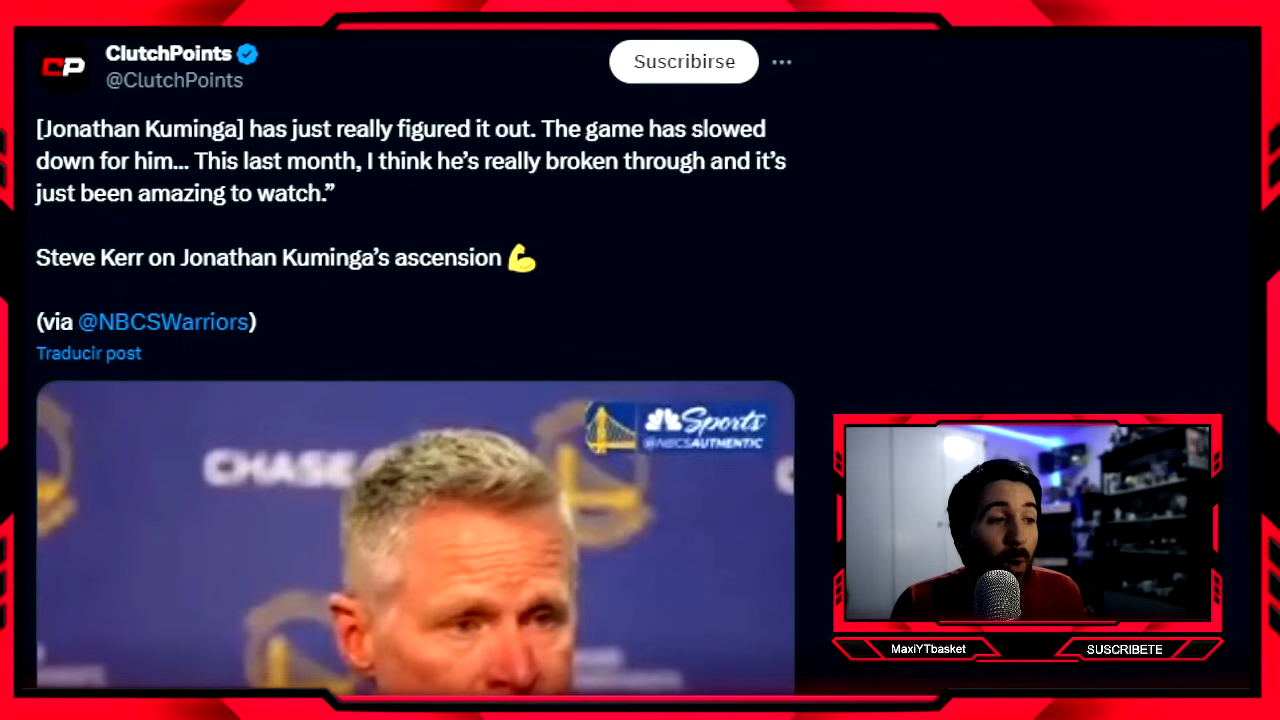 CP
ClutchPoints
@ClutchPoints
Suscribirse
[Jonathan Kuminga] has just really figured it out. The game has slowed
down for him... This last month, I think he’s really broken through and it’s
just been amazing to watch.”
Steve Kerr on Jonathan Kuminga’s ascension 💪
(via @NBCSWarriors)
Traducir post
Sports
@NBCSAUTHENTIC
CHASE
MaxiYTbasket
SUSCRIBETE